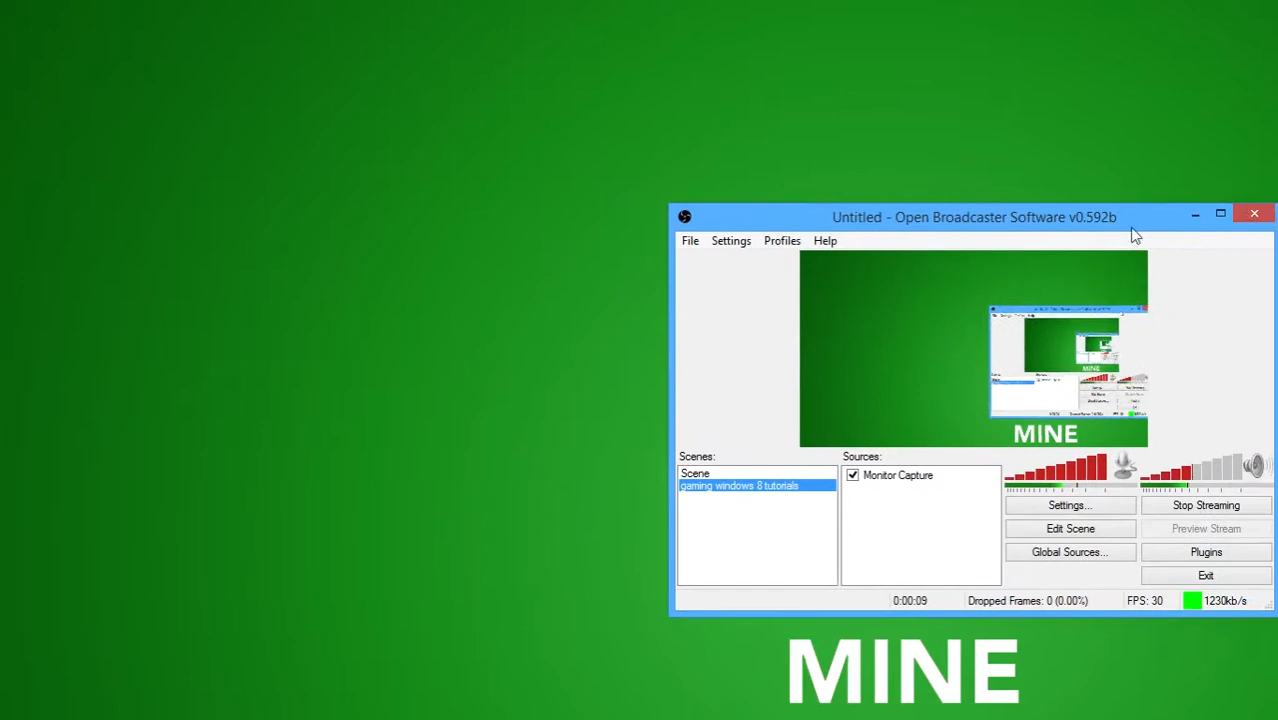 Untitled - Open Broadcaster Software v0.592b
File Settings Profiles Help
MINE
MINE
Scenes:
Sources:
Scene
gaming windows 8 tutorials
Monitor Capture
Settings...
Stop Streaming
Edit Scene
Preview Stream
Global Sources...
Plugins
Exit
0:00:09
Dropped Frames: 0 (0.00%)
FPS: 30
1230kb/s
MINE